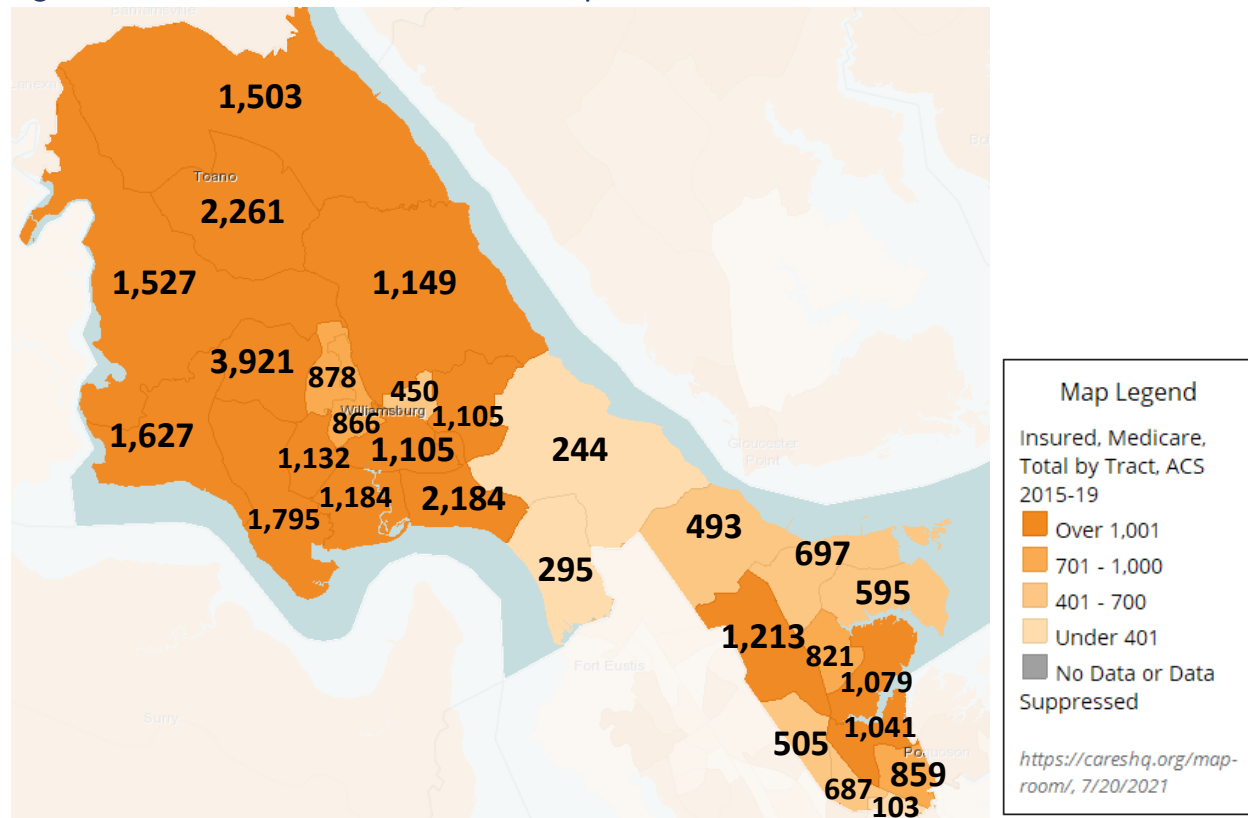 1,503
Toano
2,261
1,527
1,149
3,921
878
450
Williamsburg
866
1,105
1,627
1,132
1,105
244
Gloucester
Point
1,184
2,184
1,795
493
697
295
595
1,213
Fort Eustis
821
1,079
Surry
505
1,041
Poquoson
859
687
103
Map Legend
Insured, Medicare,
Total by Tract, ACS
2015-19
Over 1,001
701 - 1,000
401 - 700
Under 401
No Data or Data
Suppressed
https://careshq.org/map-
room/, 7/20/2021